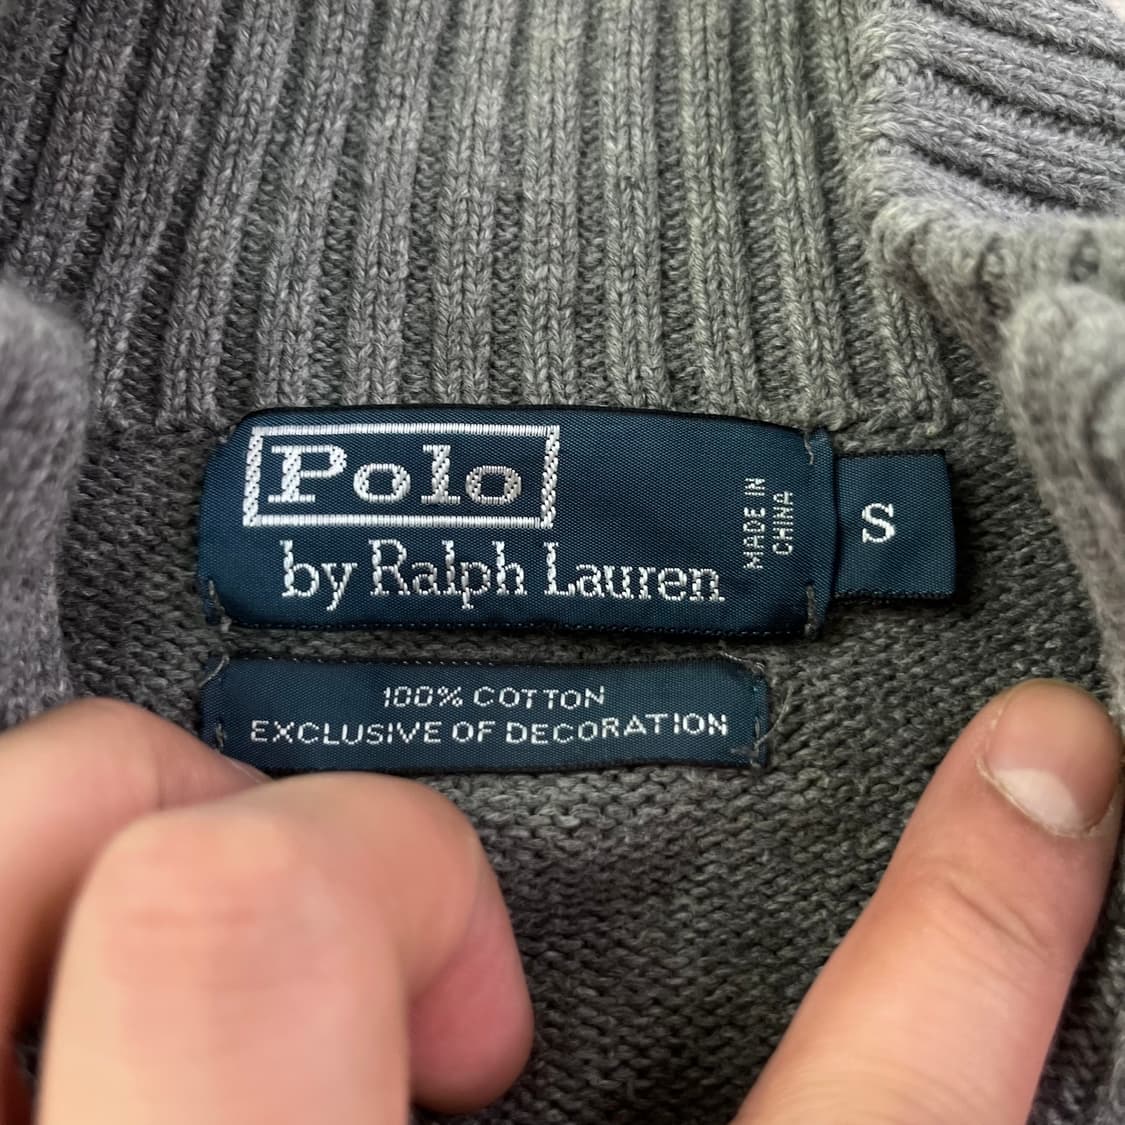 Polo
by Ralph Lauren
MADE IN
CHINA
S
100% COTTON
EXCLUSIVE OF DECORATION